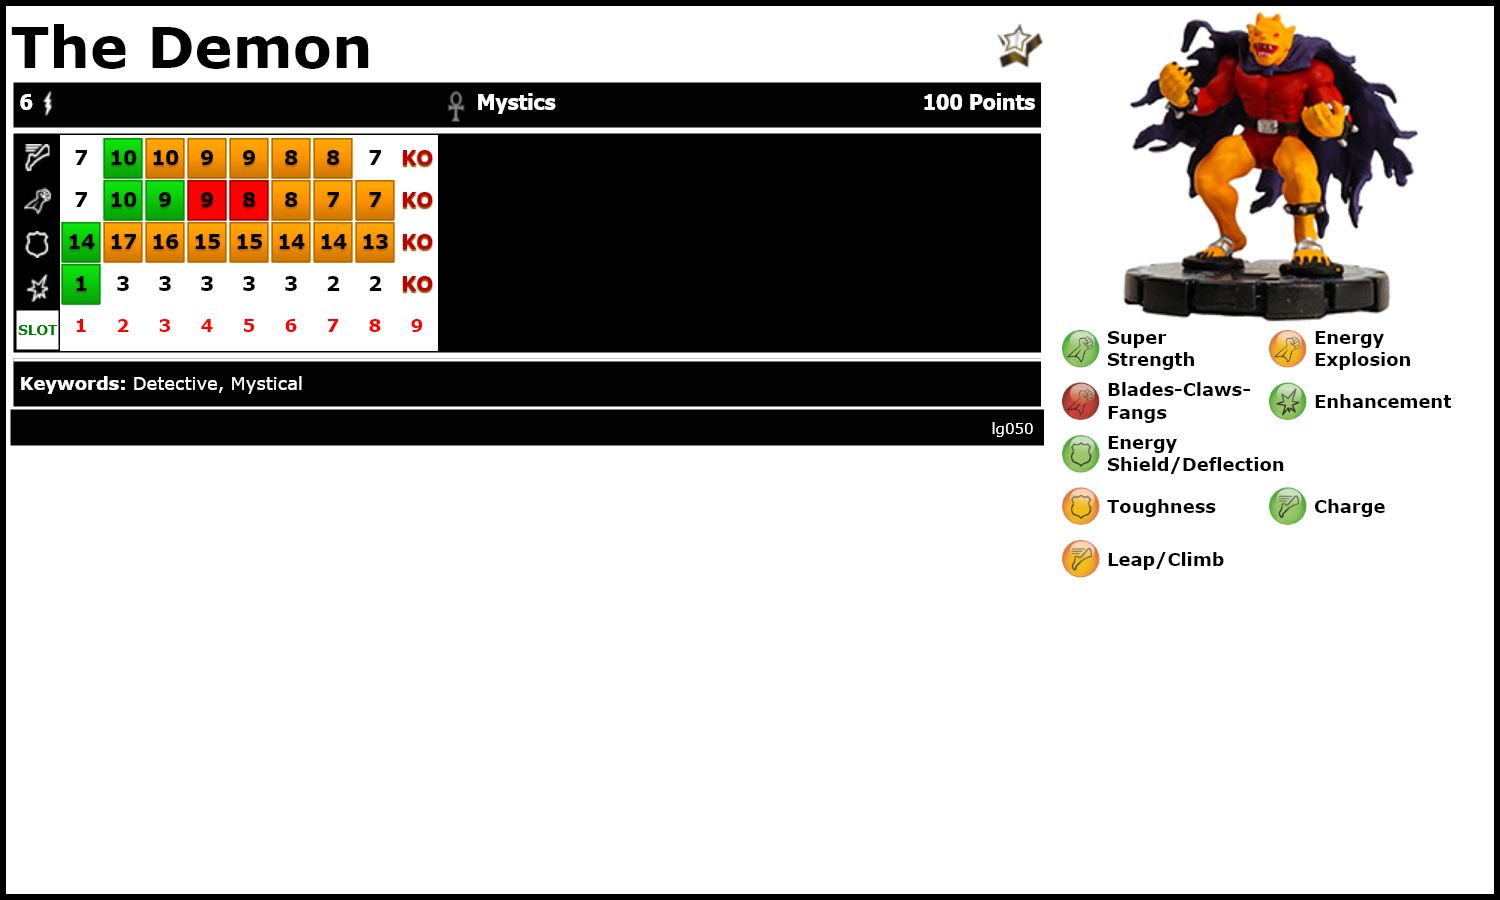 The Demon
6 Mystics 100 Points
7 10 10 9 9 8 8 7 KO
7 10 9 9 8 8 7 7 KO
14 17 16 15 15 14 14 13 KO
1 3 3 3 3 3 2 2 KO
SLOT 1 2 3 4 5 6 7 8 9
Keywords: Detective, Mystical
lg050
Super
Strength
Energy
Explosion
Blades-Claws-
Fangs
Enhancement
Energy
Shield/Deflection
Toughness
Charge
Leap/Climb